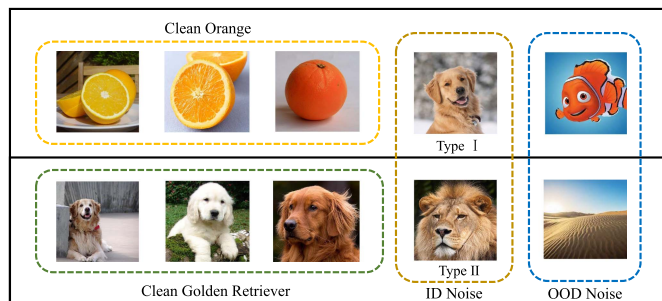 Clean Orange
Type Ⅰ
Type Ⅱ
Clean Golden Retriever
ID Noise
OOD Noise